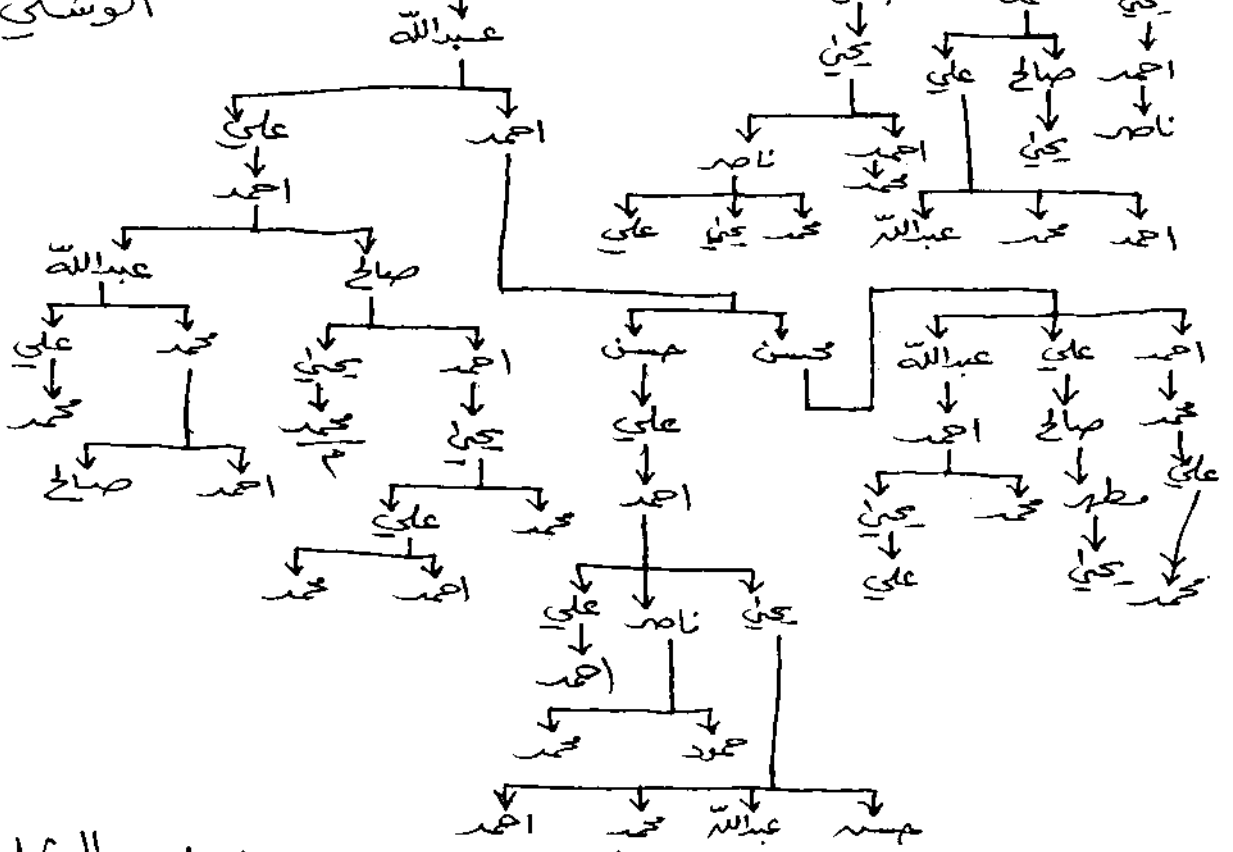 الوشلي
عبدالله
يحيى
علي
صالح
احمد
علي
احمد
ناصر
احمد
يحيى
ناصر
احمد
محمد
علي
يحيى
محمد
عبدالله
محمد
احمد
عبدالله
صالح
علي
محمد
يحيى
احمد
حسن
محسن
عبدالله
علي
احمد
محمد
محمد
م
يحيى
علي
احمد
صالح
محمد
صالح
احمد
احمد
يحيى
محمد
مطهر
علي
علي
محمد
علي
يحيى
محمد
محمد
احمد
علي
ناصر
يحيى
احمد
محمد
حمود
احمد
محمد
عبدالله
حسن